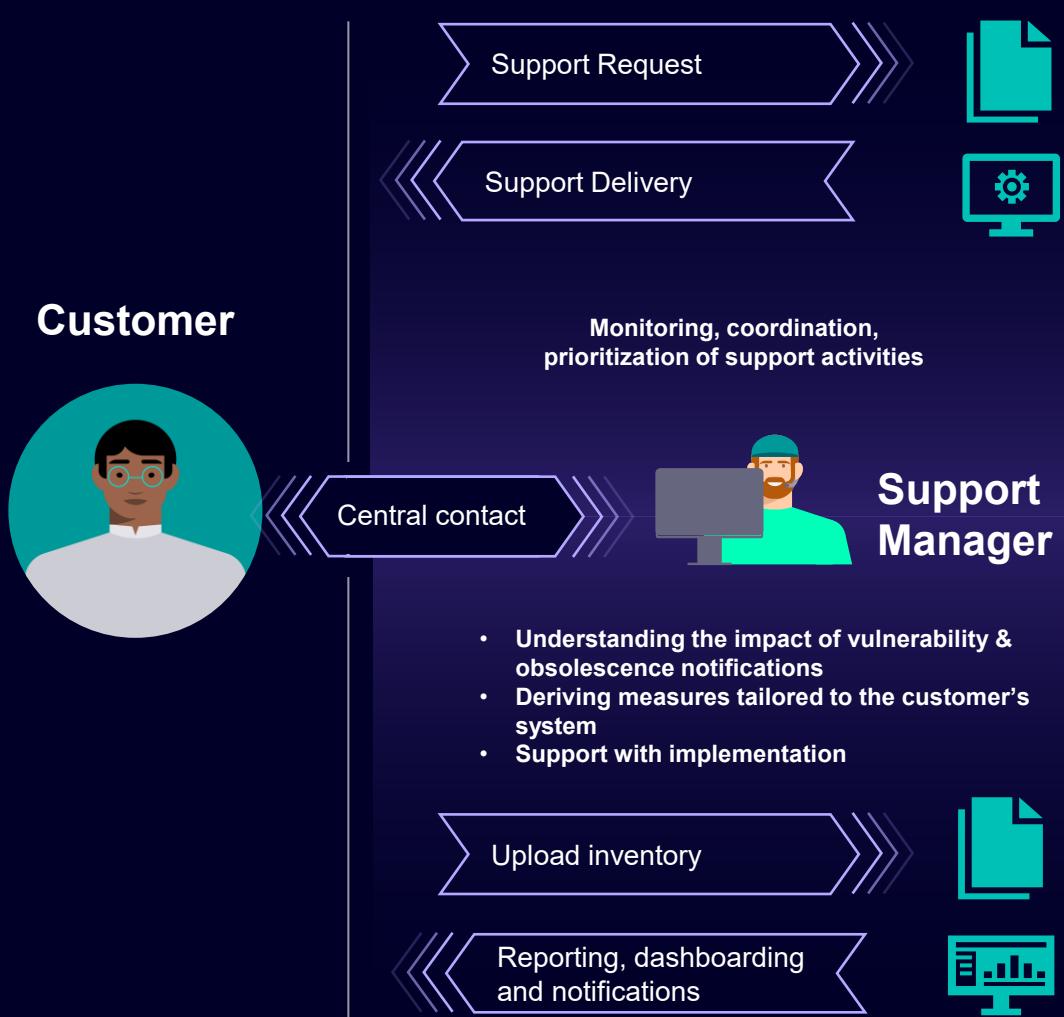 Support Request
Support Delivery
Customer
Monitoring, coordination,
prioritization of support activities
Central contact
Support
Manager
• Understanding the impact of vulnerability &
obsolescence notifications
• Deriving measures tailored to the customer’s
system
• Support with implementation
Upload inventory
Reporting, dashboarding
and notifications